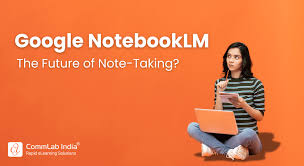 Google NotebookLM
The Future of Note-Taking?
CommLab India®
Rapid eLearning Solutions